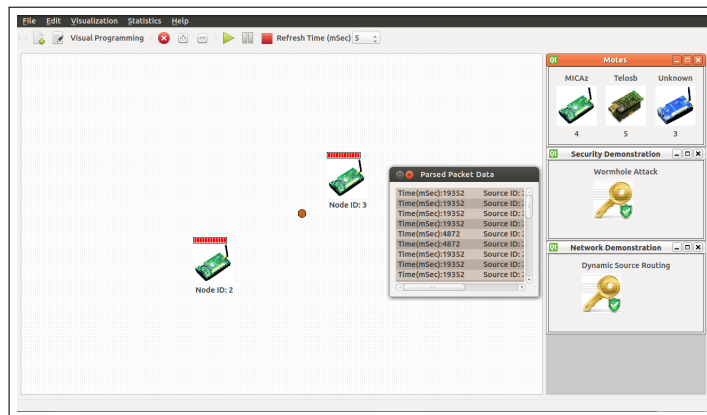 File Edit Visualization Statistics Help
Visual Programming Refresh Time (mSec) 5
Qt Motes
MICAz Telosb Unknown
4 5 3
Qt Security Demonstration
Wormhole Attack
Qt Network Demonstration
Dynamic Source Routing
Node ID: 3
Node ID: 2
Parsed Packet Data
Time(mSec):19352 Source ID:
Time(mSec):19352 Source ID:
Time(mSec):19352 Source ID:
Time(mSec):19352 Source ID:
Time(mSec):4872 Source ID:
Time(mSec):4872 Source ID:
Time(mSec):19352 Source ID:
Time(mSec):19352 Source ID:
Time(mSec):19352 Source ID: